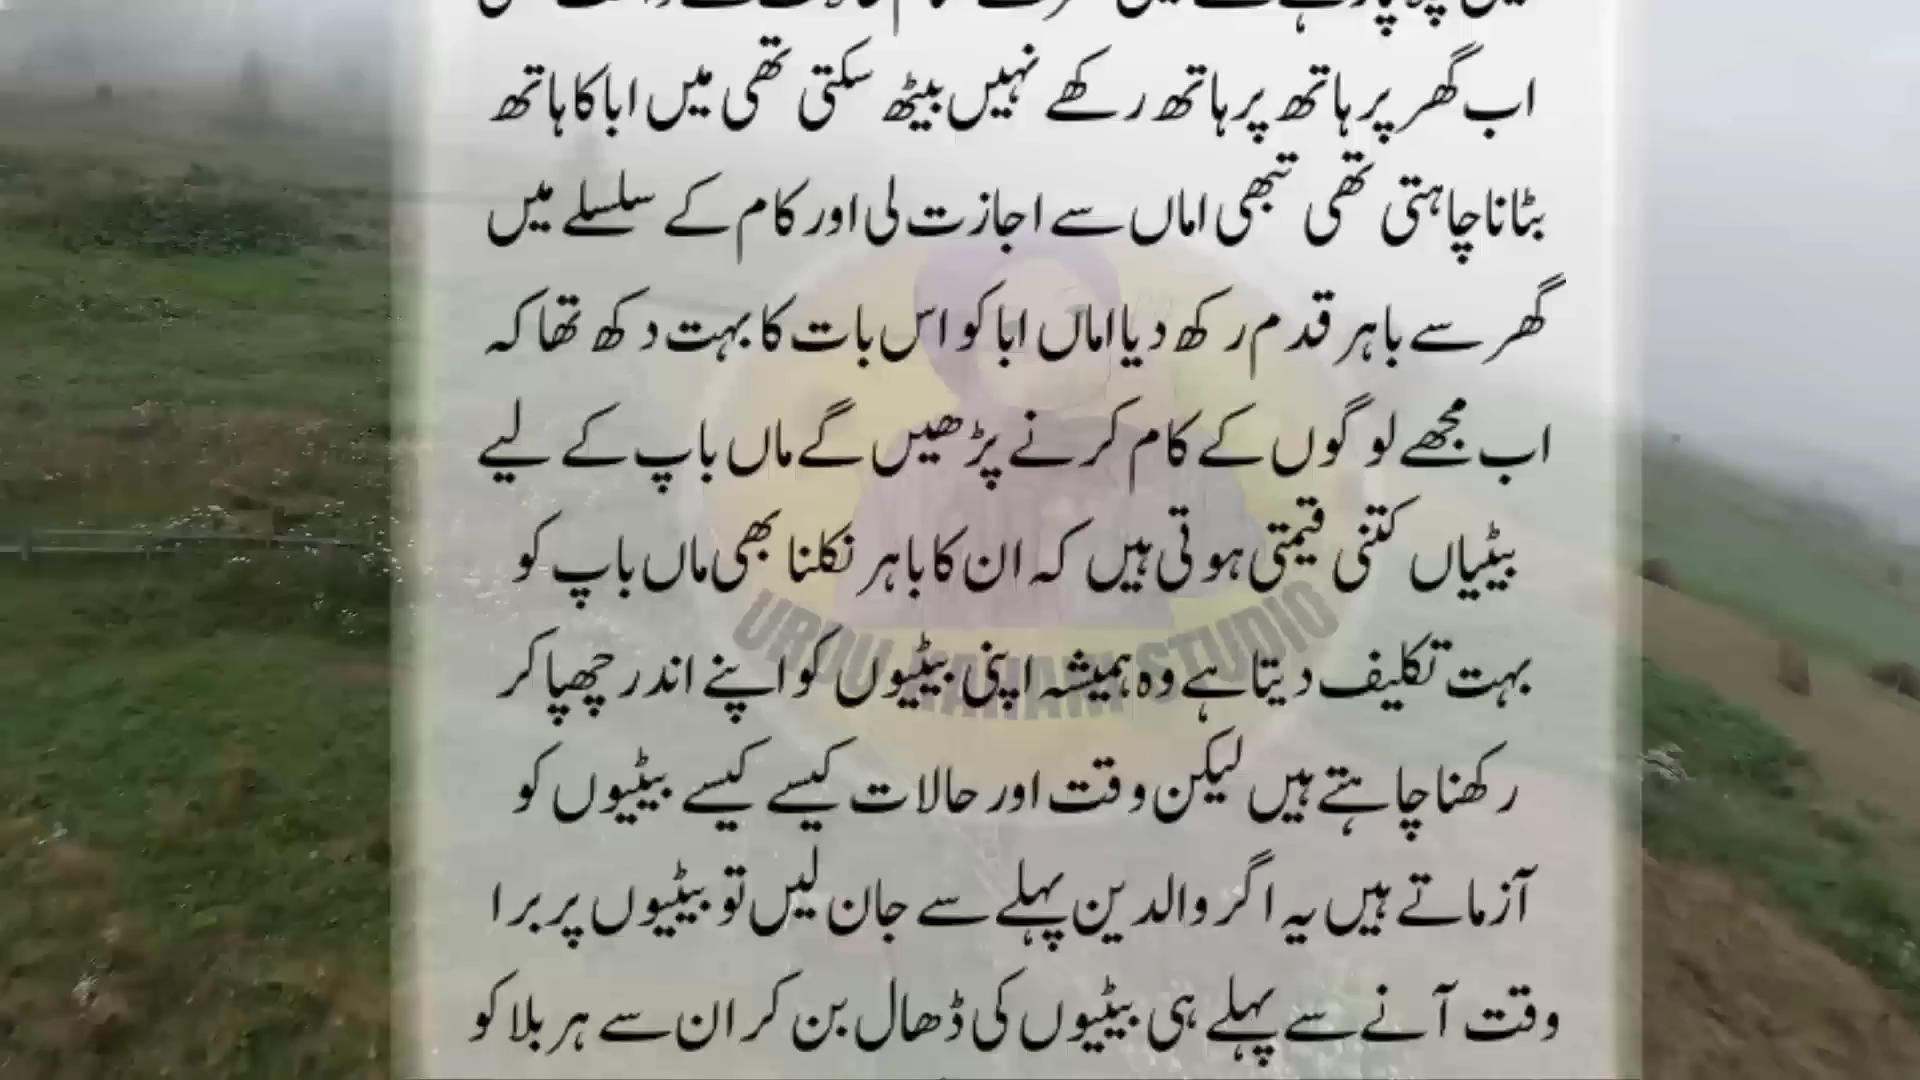 اب گھر پر ہاتھ پر ہاتھ رکھے نہیں بیٹھ سکتی تھی میں ابا کا ہاتھ
بٹانا چاہتی تھی تبھی اماں سے اجازت لی اور کام کے سلسلے میں
گھر سے باہر قدم رکھ دیا اماں ابا کو اس بات کا بہت دکھ تھا کہ
اب مجھے لوگوں کے کام کرنے پڑھیں گے ماں باپ کے لیے
بیٹیاں کتنی قیمتی ہوتی ہیں کہ ان کا باہر نکلنا بھی ماں باپ کو
بہت تکلیف دیتا ہے وہ ہمیشہ اپنی بیٹیوں کو اپنے اندر چھپا کر
رکھنا چاہتے ہیں لیکن وقت اور حالات کیسے کیسے بیٹیوں کو
آزماتے ہیں یہ اگر والدین پہلے سے جان لیں تو بیٹیوں پر برا
وقت آنے سے پہلے ہی بیٹیوں کی ڈھال بن کر ان سے ہر بلا کو
URDU KAHANI STUDIO